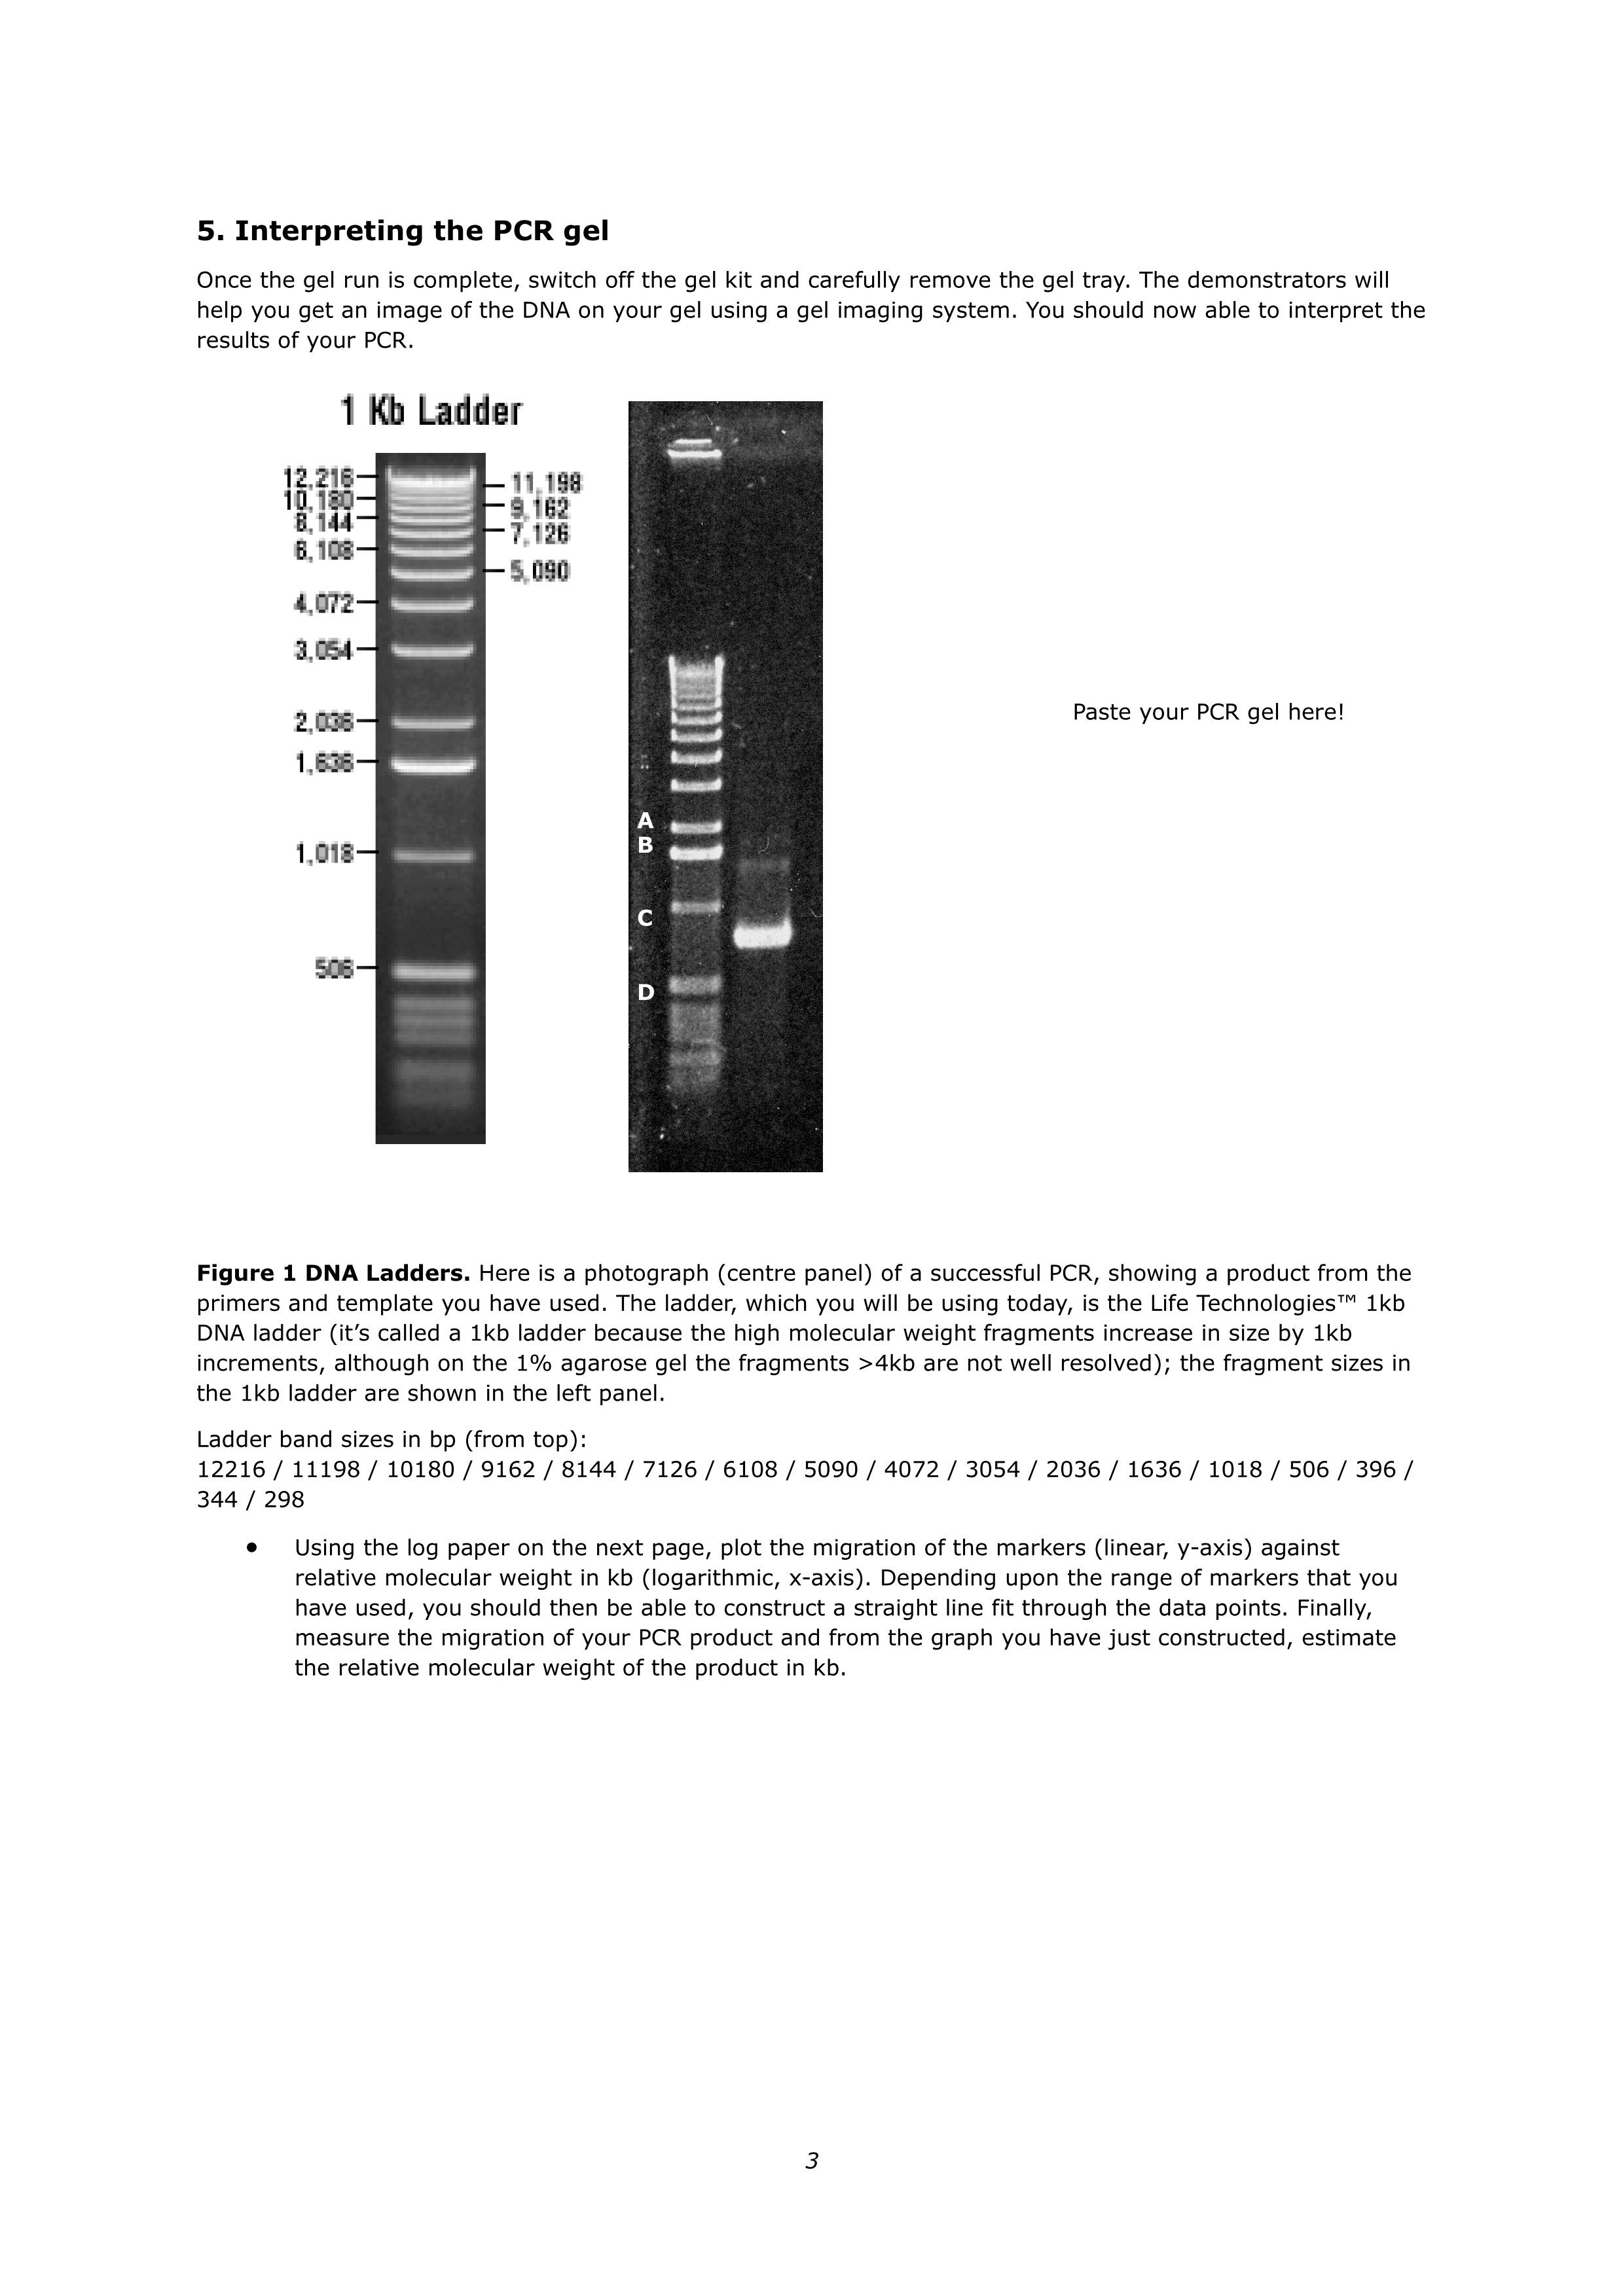 5. Interpreting the PCR gel
Once the gel run is complete, switch off the gel kit and carefully remove the gel tray. The demonstrators will
help you get an image of the DNA on your gel using a gel imaging system. You should now able to interpret the
results of your PCR.
1 Kb Ladder
12,216
11,198
10,180
9,162
8,144
7,126
6,108
5,090
4,072
3,054
2,036
1,636
1,018
506
A
B
C
D
Paste your PCR gel here!
Figure 1 DNA Ladders. Here is a photograph (centre panel) of a successful PCR, showing a product from the
primers and template you have used. The ladder, which you will be using today, is the Life Technologies™ 1kb
DNA ladder (it’s called a 1kb ladder because the high molecular weight fragments increase in size by 1kb
increments, although on the 1% agarose gel the fragments >4kb are not well resolved); the fragment sizes in
the 1kb ladder are shown in the left panel.
Ladder band sizes in bp (from top):
12216 / 11198 / 10180 / 9162 / 8144 / 7126 / 6108 / 5090 / 4072 / 3054 / 2036 / 1636 / 1018 / 506 / 396 /
344 / 298
• Using the log paper on the next page, plot the migration of the markers (linear, y-axis) against
relative molecular weight in kb (logarithmic, x-axis). Depending upon the range of markers that you
have used, you should then be able to construct a straight line fit through the data points. Finally,
measure the migration of your PCR product and from the graph you have just constructed, estimate
the relative molecular weight of the product in kb.
3